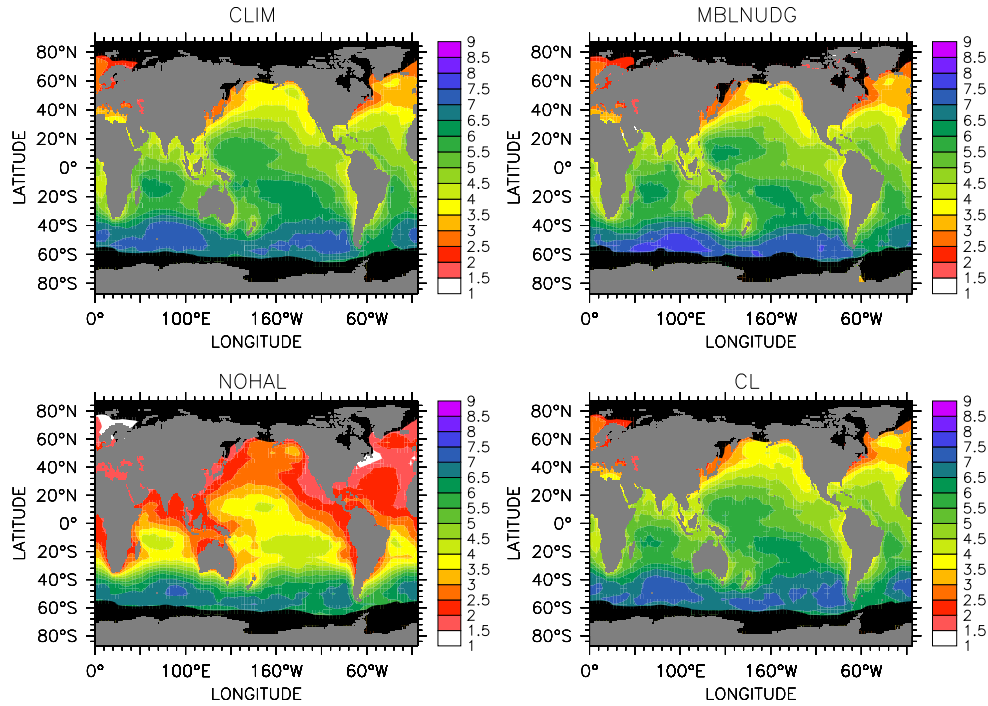 CLIM
80°N
60°N
40°N
20°N
0°
20°S
40°S
60°S
80°S
LATITUDE
0° 100°E 160°W 60°W
LONGITUDE
9
8.5
8
7.5
7
6.5
6
5.5
5
4.5
4
3.5
3
2.5
2
1.5
1
MBLNUDG
80°N
60°N
40°N
20°N
0°
20°S
40°S
60°S
80°S
LATITUDE
0° 100°E 160°W 60°W
LONGITUDE
9
8.5
8
7.5
7
6.5
6
5.5
5
4.5
4
3.5
3
2.5
2
1.5
1
NOHAL
80°N
60°N
40°N
20°N
0°
20°S
40°S
60°S
80°S
LATITUDE
0° 100°E 160°W 60°W
LONGITUDE
9
8.5
8
7.5
7
6.5
6
5.5
5
4.5
4
3.5
3
2.5
2
1.5
1
CL
80°N
60°N
40°N
20°N
0°
20°S
40°S
60°S
80°S
LATITUDE
0° 100°E 160°W 60°W
LONGITUDE
9
8.5
8
7.5
7
6.5
6
5.5
5
4.5
4
3.5
3
2.5
2
1.5
1